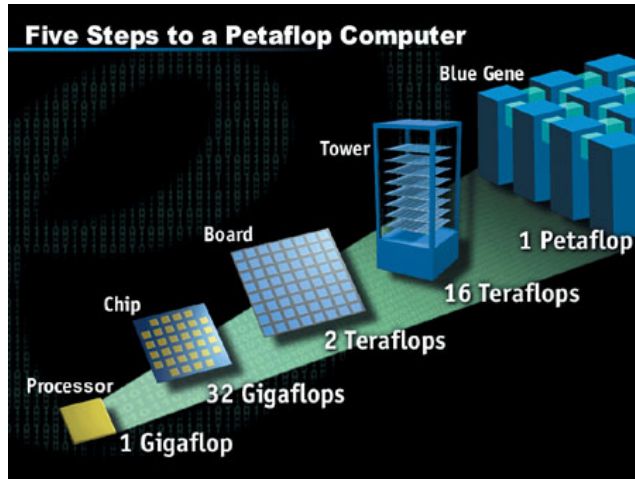 Five Steps to a Petaflop Computer
Blue Gene
Tower
1 Petaflop
Board
16 Teraflops
Chip
2 Teraflops
Processor
32 Gigaflops
1 Gigaflop